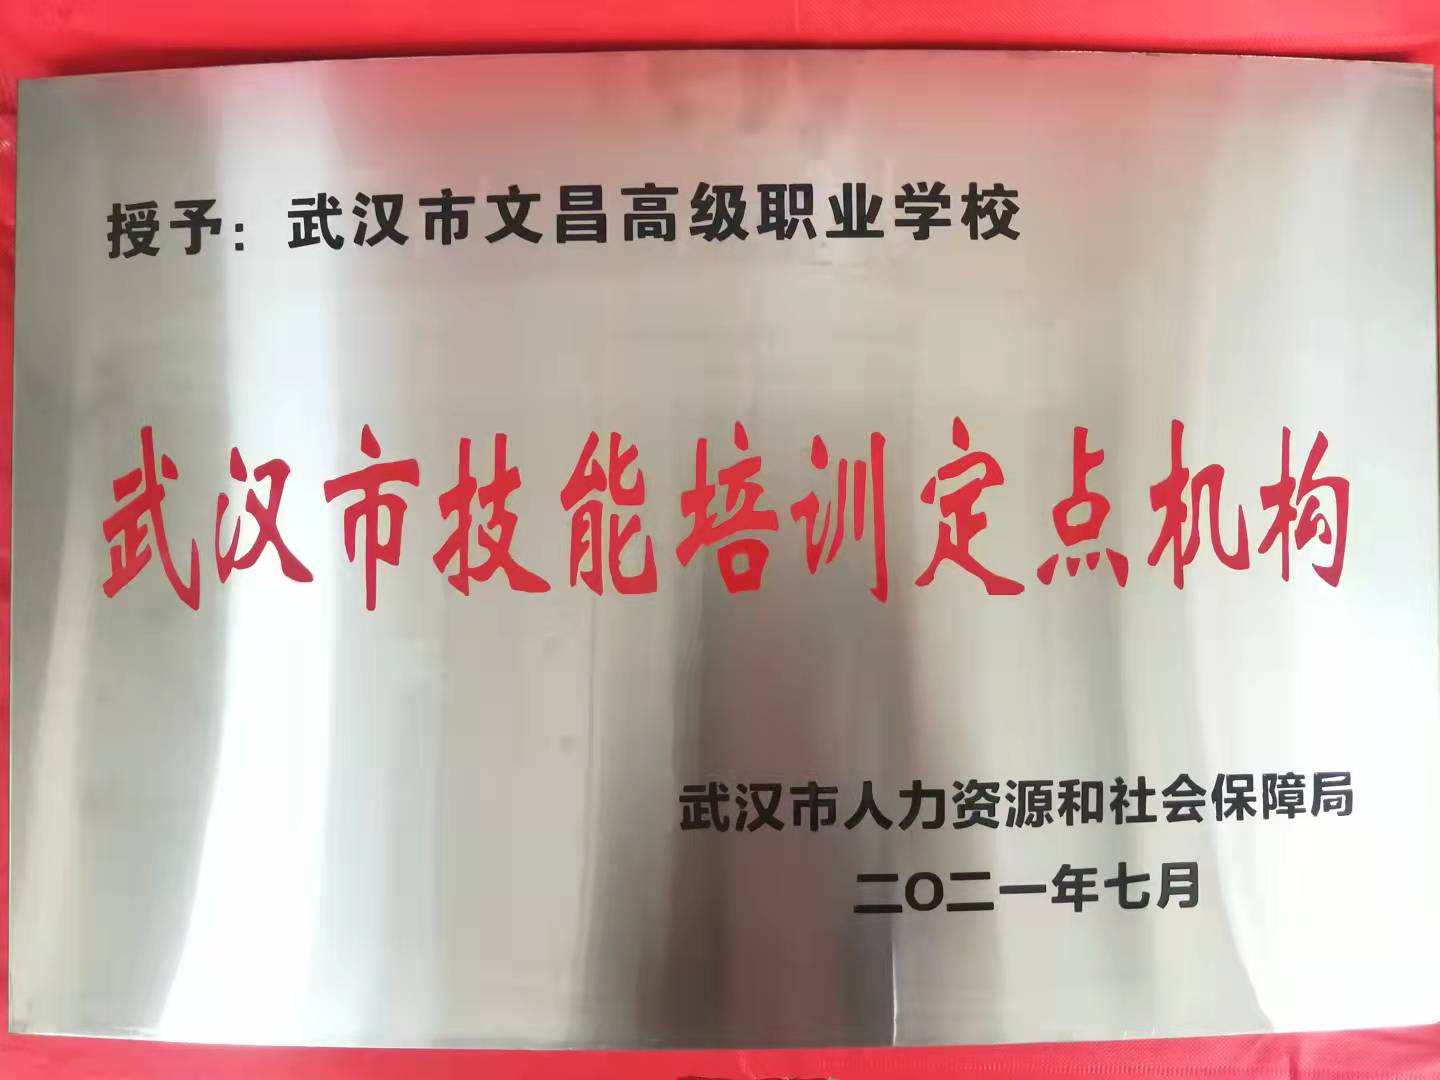 授予：武汉市文昌高级职业学校
武汉市技能培训定点机构
武汉市人力资源和社会保障局
二〇二一年七月